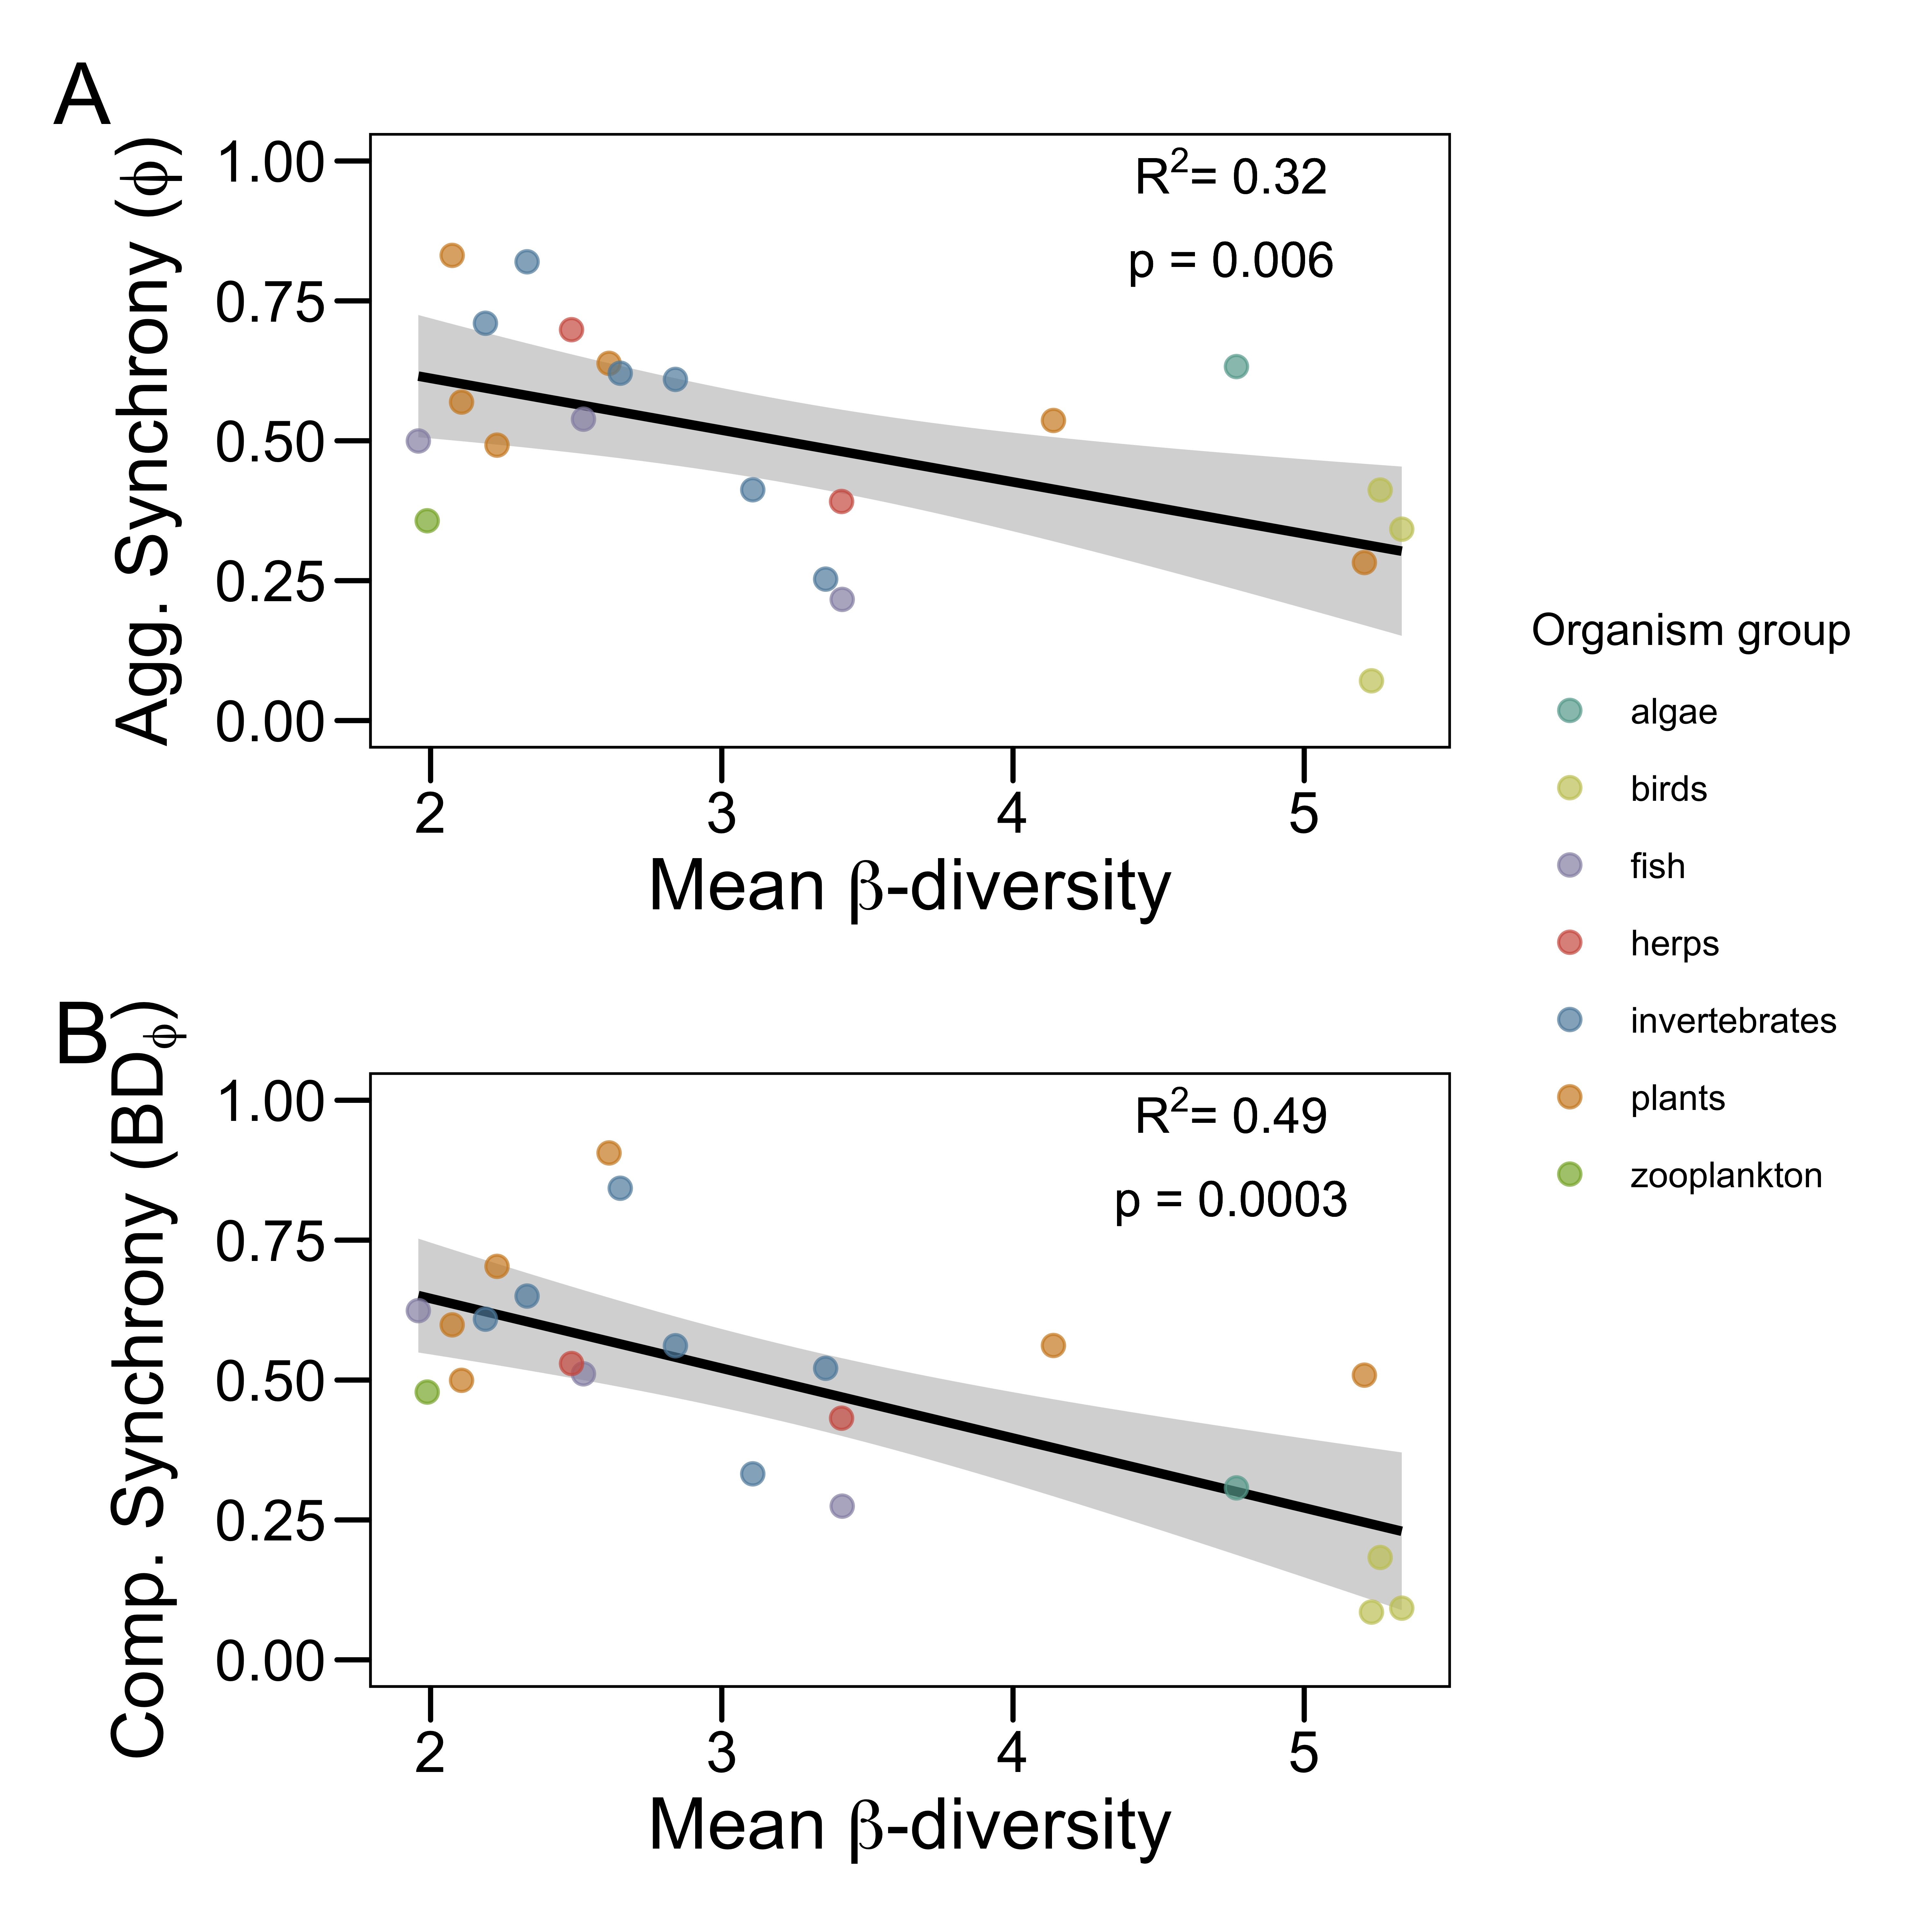 A
Agg. Synchrony (ϕ)
1.00
0.75
0.50
0.25
0.00
R²= 0.32
p = 0.006
2 3 4 5
Mean β-diversity
Organism group
algae
birds
fish
herps
invertebrates
plants
zooplankton
B
Comp. Synchrony (BDϕ)
1.00
0.75
0.50
0.25
0.00
R²= 0.49
p = 0.0003
2 3 4 5
Mean β-diversity